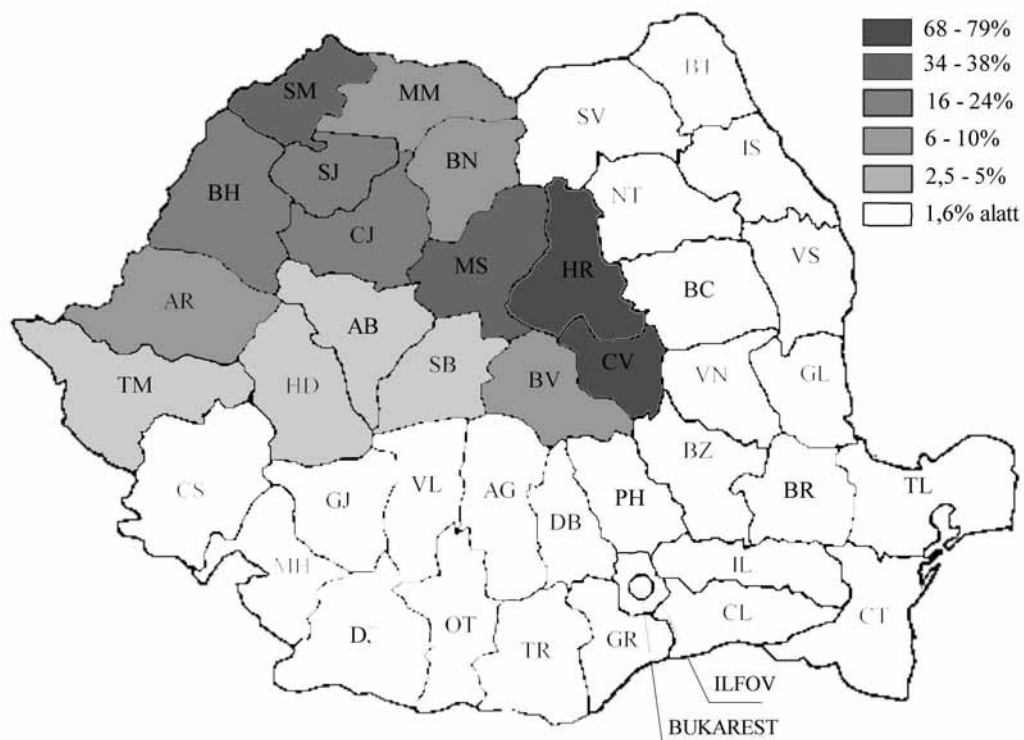 68 - 79%
34 - 38%
16 - 24%
6 - 10%
2,5 - 5%
1,6% alatt
BT
SM
MM
SV
IS
BN
SJ
BH
NT
CJ
VS
MS
HR
BC
AR
AB
SB
CV
TM
HD
BV
VN
GL
BZ
CS
GJ
VL
AG
PH
BR
TL
DB
MH
IL
OT
CL
CT
TR
GR
ILFOV
BUKAREST